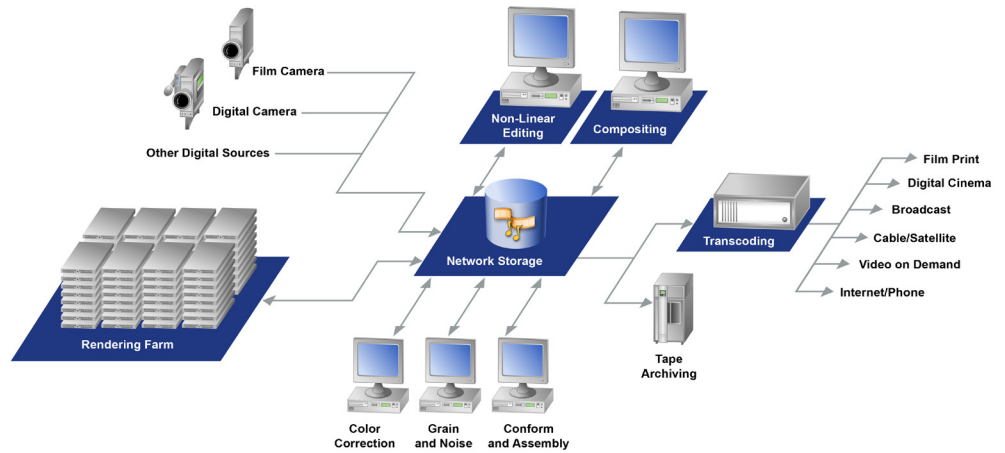 Film Camera
Digital Camera
Other Digital Sources
Non-Linear
Editing
Compositing
Network Storage
Rendering Farm
Transcoding
Film Print
Digital Cinema
Broadcast
Cable/Satellite
Video on Demand
Internet/Phone
Tape
Archiving
Color
Correction
Grain
and Noise
Conform
and Assembly